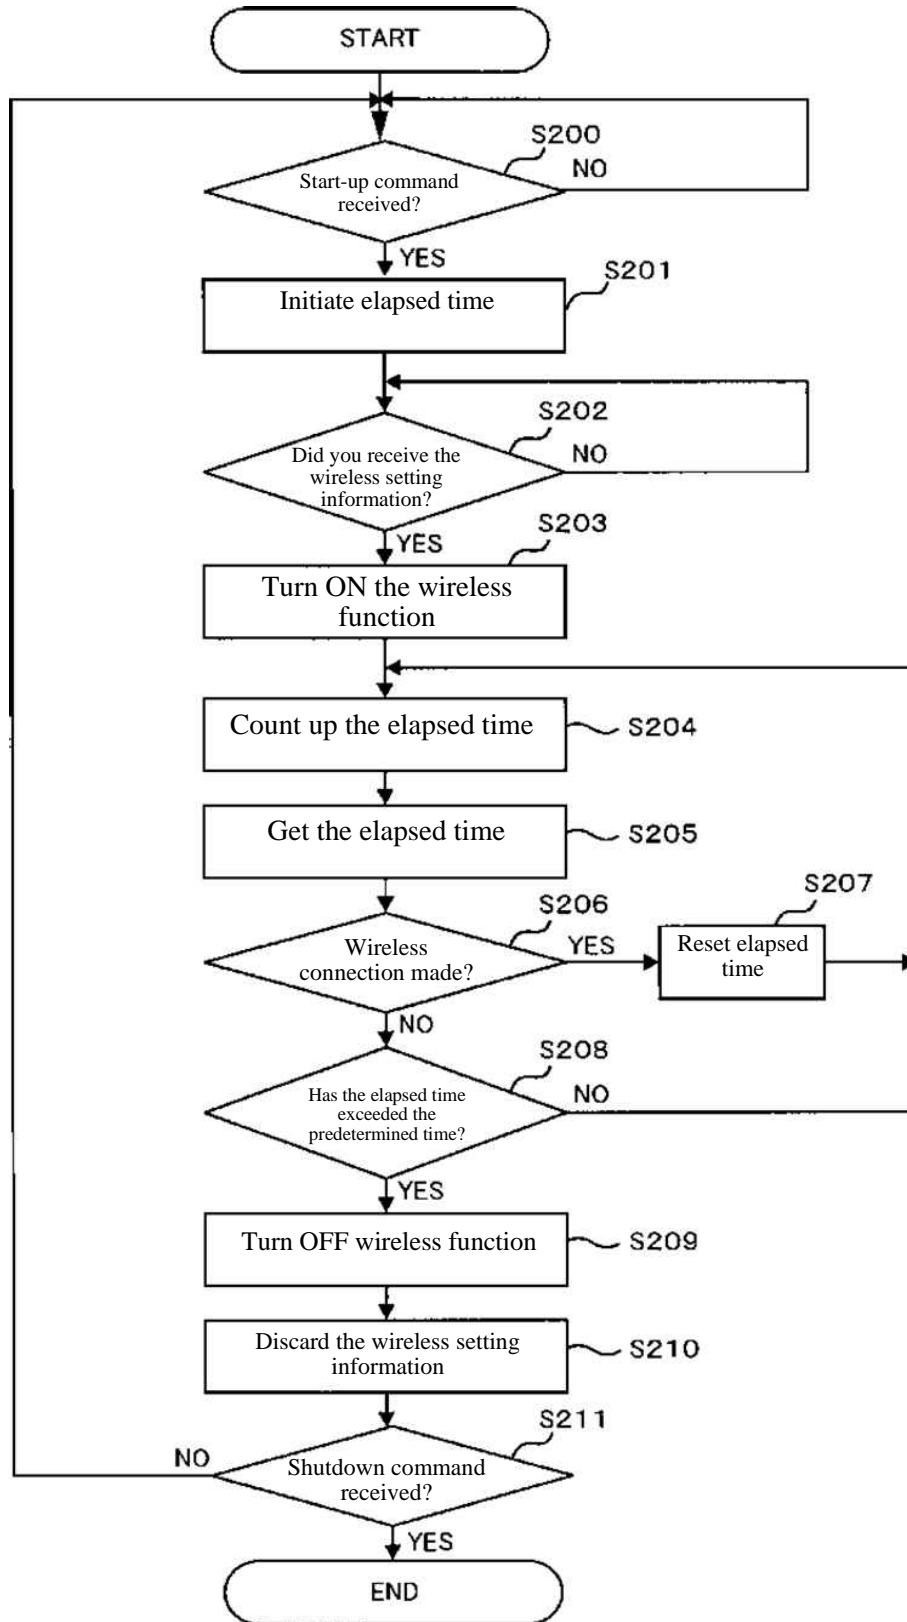 START
S200
Start-up command
received?
NO
YES
S201
Initiate elapsed time
S202
Did you receive the
wireless setting
information?
NO
YES
S203
Turn ON the wireless
function
Count up the elapsed time
S204
Get the elapsed time
S205
S206
Wireless
connection made?
YES
S207
Reset elapsed
time
NO
S208
Has the elapsed time
exceeded the
predetermined time?
NO
YES
Turn OFF wireless function
S209
Discard the wireless setting
information
S210
S211
NO
Shutdown command
received?
YES
END